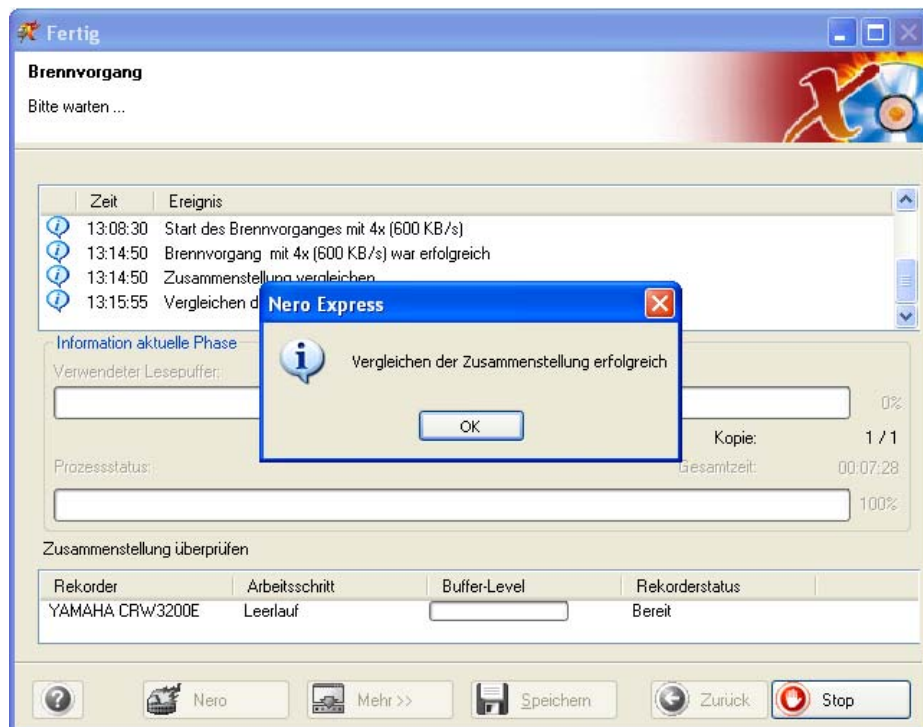 Fertig
Brennvorgang
Bitte warten ...
Zeit Ereignis
13:08:30 Start des Brennvorganges mit 4x (600 KB/s)
13:14:50 Brennvorgang mit 4x (600 KB/s) war erfolgreich
13:14:50 Zusammenstellung vergleichen
13:15:55 Vergleichen d
Nero Express
Vergleichen der Zusammenstellung erfolgreich
OK
Information aktuelle Phase
Verwendeter Lesepuffer:
0%
Kopie: 1 / 1
Prozessstatus: Gesamtzeit: 00:07:28
100%
Zusammenstellung überprüfen
Rekorder Arbeitsschritt Buffer-Level Rekorderstatus
YAMAHA CRW3200E Leerlauf Bereit
Nero Mehr >> Speichern Zurück Stop